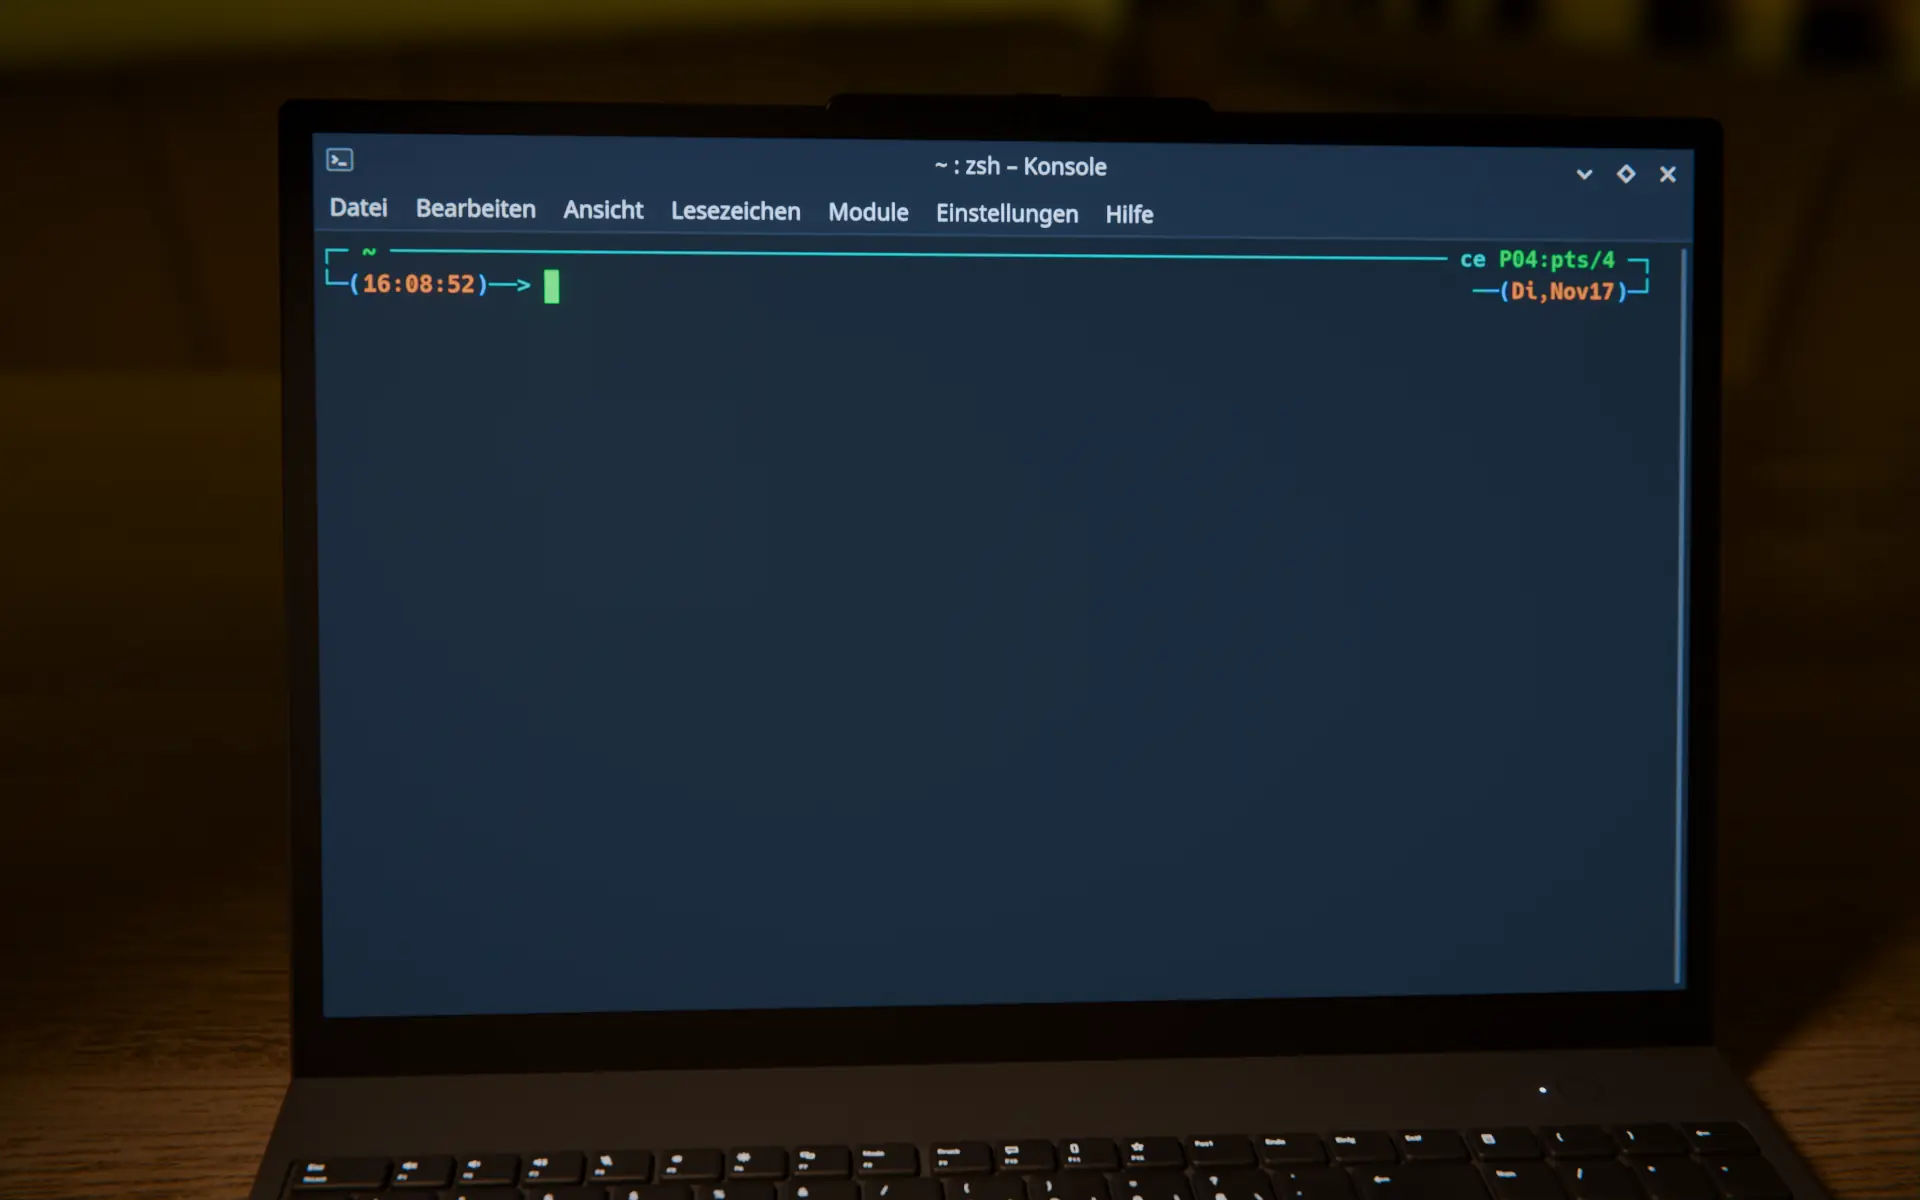 ~ : zsh – Konsole
Datei Bearbeiten Ansicht Lesezeichen Module Einstellungen Hilfe
~ ce P04:pts/4
(16:08:52)—> —(Di,Nov17)